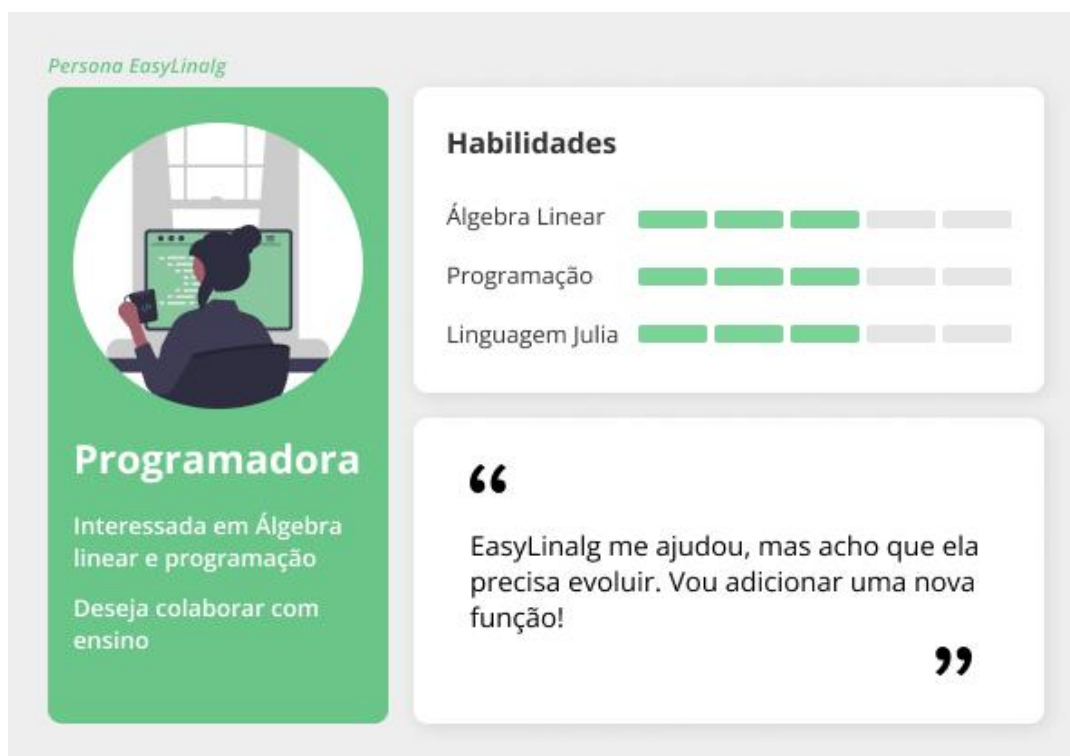 Persona EasyLinalg
Programadora
Interessada em Álgebra
linear e programação
Deseja colaborar com
ensino
Habilidades
Álgebra Linear
Programação
Linguagem Julia
“
EasyLinalg me ajudou, mas acho que ela
precisa evoluir. Vou adicionar uma nova
função!
”